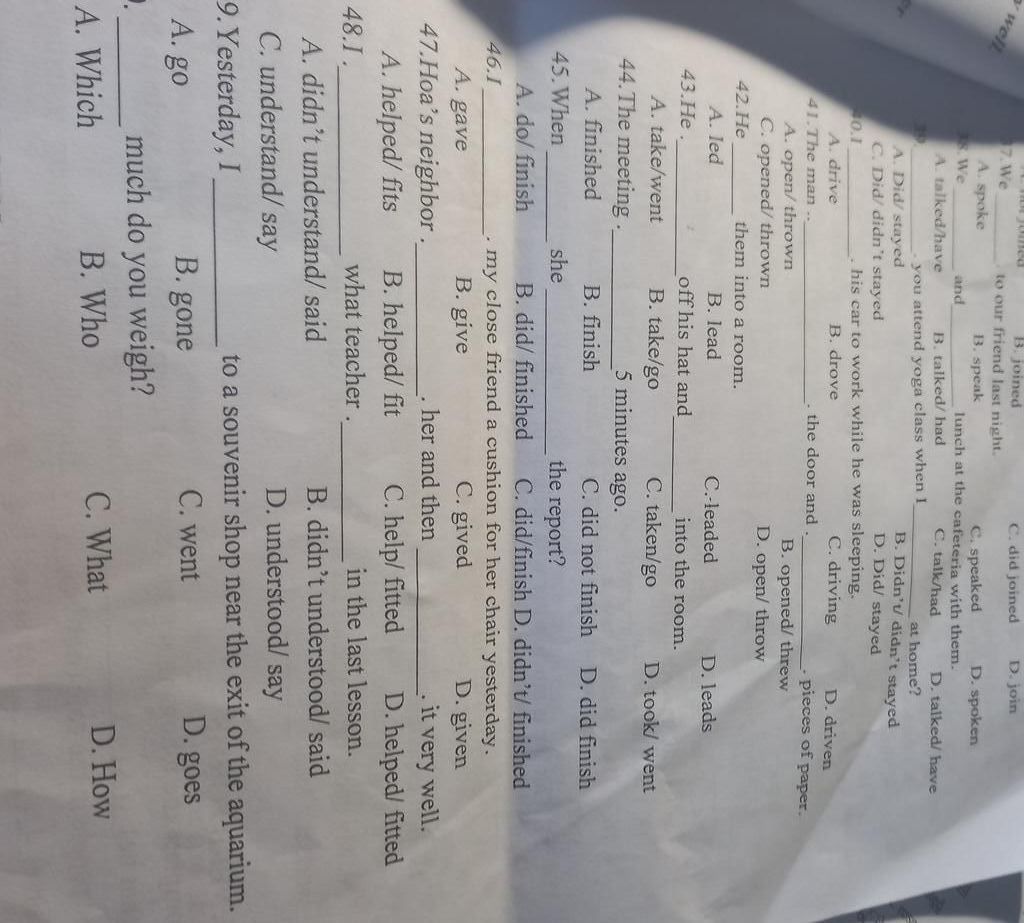 B. joined C. did joined D. join
37. We ______. to our friend last night.
A. spoke B. speak C. speaked D. spoken
38. We ______ and ______ lunch at the cafeteria with them.
A. talked/have B. talked/ had C. talk/had D. talked/ have
39. ______. you attend yoga class when I ______ at home?
A. Did/ stayed B. Didn't/ didn't stayed
C. Did/ didn't stayed D. Did/ stayed
40. I ______. his car to work while he was sleeping.
A. drive B. drove C. driving D. driven
41. The man .. ______. the door and . ______. pieces of paper.
A. open/ thrown B. opened/ threw
C. opened/ thrown D. open/ throw
42. He ______ them into a room.
A. led B. lead C. leaded D. leads
43. He . ______ off his hat and ______ into the room.
A. take/went B. take/go C. taken/go D. took/ went
44. The meeting . ______ 5 minutes ago.
A. finished B. finish C. did not finish D. did finish
45. When ______ she ______ the report?
A. do/ finish B. did/ finished C. did/finish D. didn't/ finished
46. I ______. my close friend a cushion for her chair yesterday.
A. gave B. give C. gived D. given
47. Hoa's neighbor . ______. her and then ______. it very well.
A. helped/ fits B. helped/ fit C. help/ fitted D. helped/ fitted
48. I . ______ what teacher . ______ in the last lesson.
A. didn't understand/ said B. didn't understood/ said
C. understand/ say D. understood/ say
9. Yesterday, I ______ to a souvenir shop near the exit of the aquarium.
A. go B. gone C. went D. goes
. ______ much do you weigh?
A. Which B. Who C. What D. How